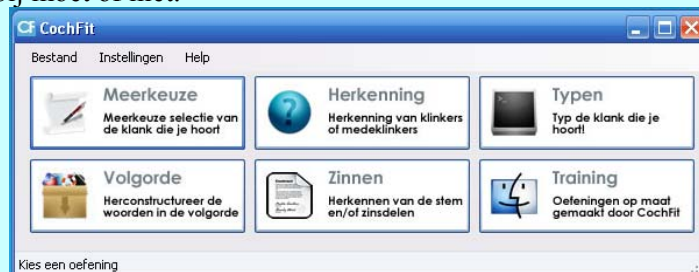 CF CochFit
Bestand Instellingen Help
Meerkeuze
Meerkeuze selectie van
de klank die je hoort
Herkenning
Herkenning van klinkers
of medeklinkers
Typen
Typ de klank die je
hoort!
Volgorde
Herconstructureer de
woorden in de volgorde
Zinnen
Herkennen van de stem
en/of zinsdelen
Training
Oefeningen op maat
gemaakt door CochFit
Kies een oefening